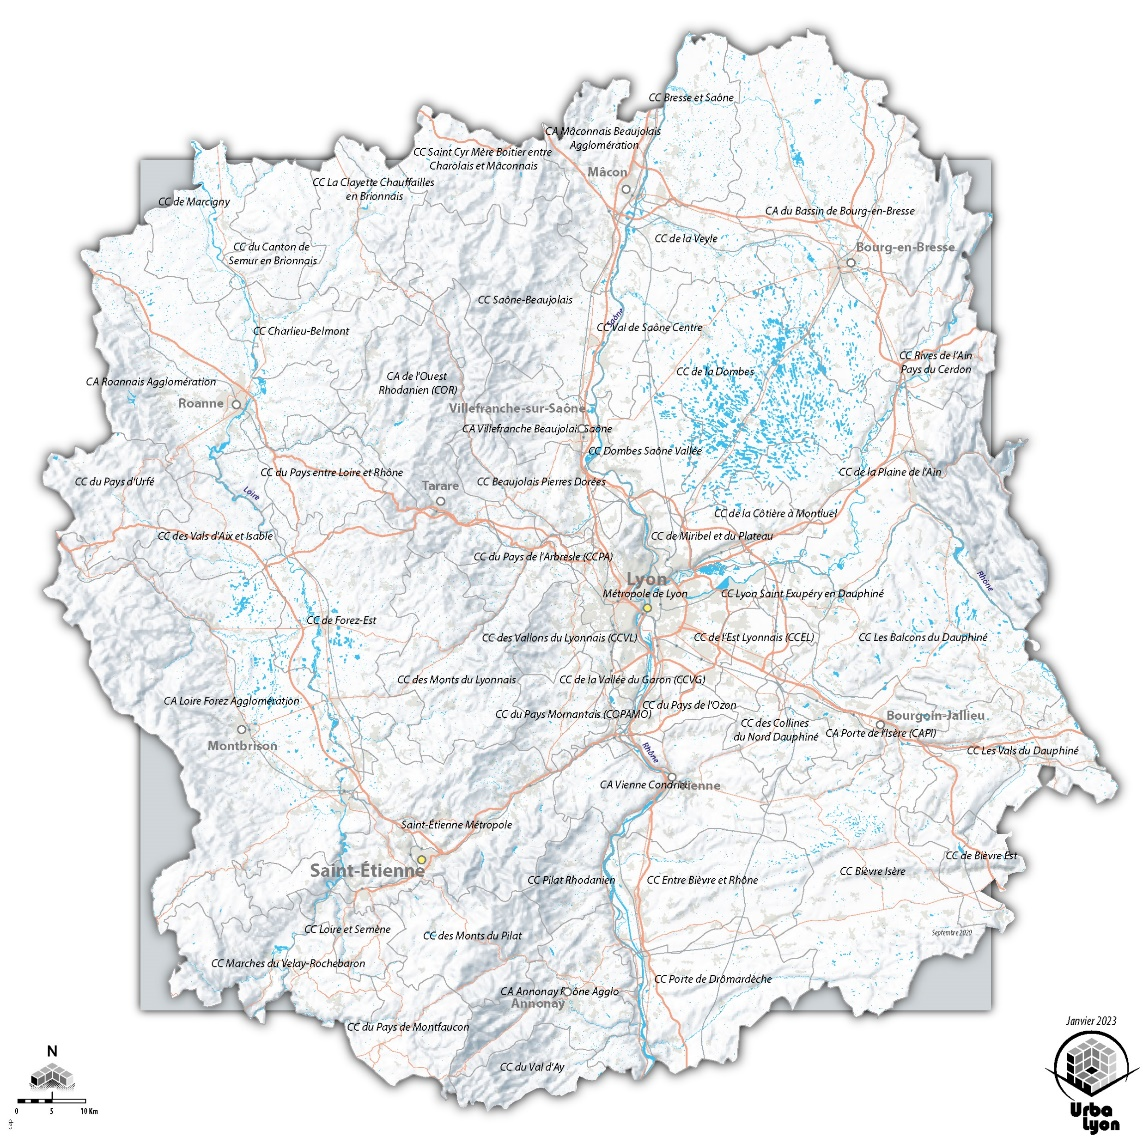 CC Bresse et Saône
CA Mâconnais Beaujolais
Agglomération
CC Saint Cyr Mère Boitier entre
Charolais et Mâconnais
Mâcon
CC La Clayette Chauffailles
en Brionnais
CC de Marcigny
CA du Bassin de Bourg-en-Bresse
CC de la Veyle
Bourg-en-Bresse
CC du Canton de
Semur en Brionnais
CC Saône-Beaujolais
Saône
CC Val de Saône Centre
CC Charlieu-Belmont
CC Rives de l'Ain
Pays du Cerdon
CC de la Dombes
CA Roannais Agglomération
CA de l'Ouest
Rhodanien (COR)
Roanne
Villefranche-sur-Saône
CA Villefranche Beaujolais Saône
CC Dombes Saône Vallée
CC du Pays entre Loire et Rhône
CC de la Plaine de l'Ain
CC du Pays d'Urfé
Tarare
CC Beaujolais Pierres Dorées
Loire
CC de la Côtière à Montluel
CC des Vals d'Aix et Isable
CC de Miribel et du Plateau
CC du Pays de l'Arbresle (CCPA)
Lyon
Rhône
Métropole de Lyon
CC Lyon Saint Exupéry en Dauphiné
CC de Forez-Est
CC des Vallons du Lyonnais (CCVL)
CC de l'Est Lyonnais (CCEL)
CC Les Balcons du Dauphiné
CC des Monts du Lyonnais
CC de la Vallée du Garon (CCVG)
CA Loire Forez Agglomération
CC du Pays de l'Ozon
CC du Pays Mornantais (COPAMO)
Bourgoin-Jallieu
CC des Collines
du Nord Dauphiné
CA Porte de l'Isère (CAPI)
Montbrison
Rhône
CC Les Vals du Dauphiné
CA Vienne Condrieu
Vienne
Saint-Étienne Métropole
CC de Bièvre Est
Saint-Étienne
CC Bièvre Isère
CC Pilat Rhodanien
CC Entre Bièvre et Rhône
CC Loire et Semène
CC des Monts du Pilat
Septembre 2020
CC Marches du Velay-Rochebaron
CC Porte de Drômardèche
CA Annonay Rhône Agglo
Annonay
CC du Pays de Montfaucon
CC du Val d'Ay
Janvier 2023
N
0 5 10 Km
Urba
Lyon